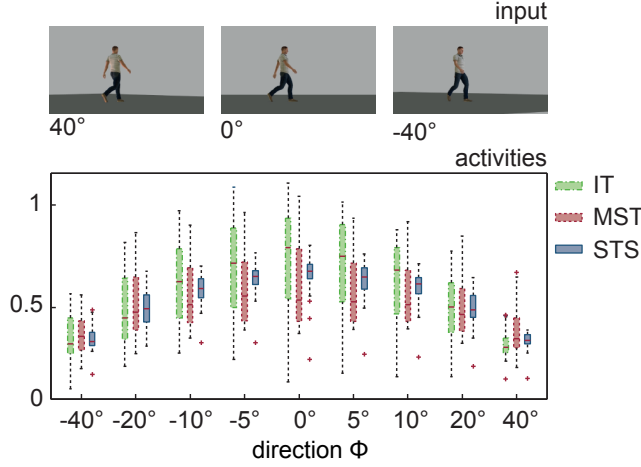 input
40° 0° -40°
activities
1
0.5
0
IT
MST
STS
-40° -20° -10° -5° 0° 5° 10° 20° 40°
direction Φ